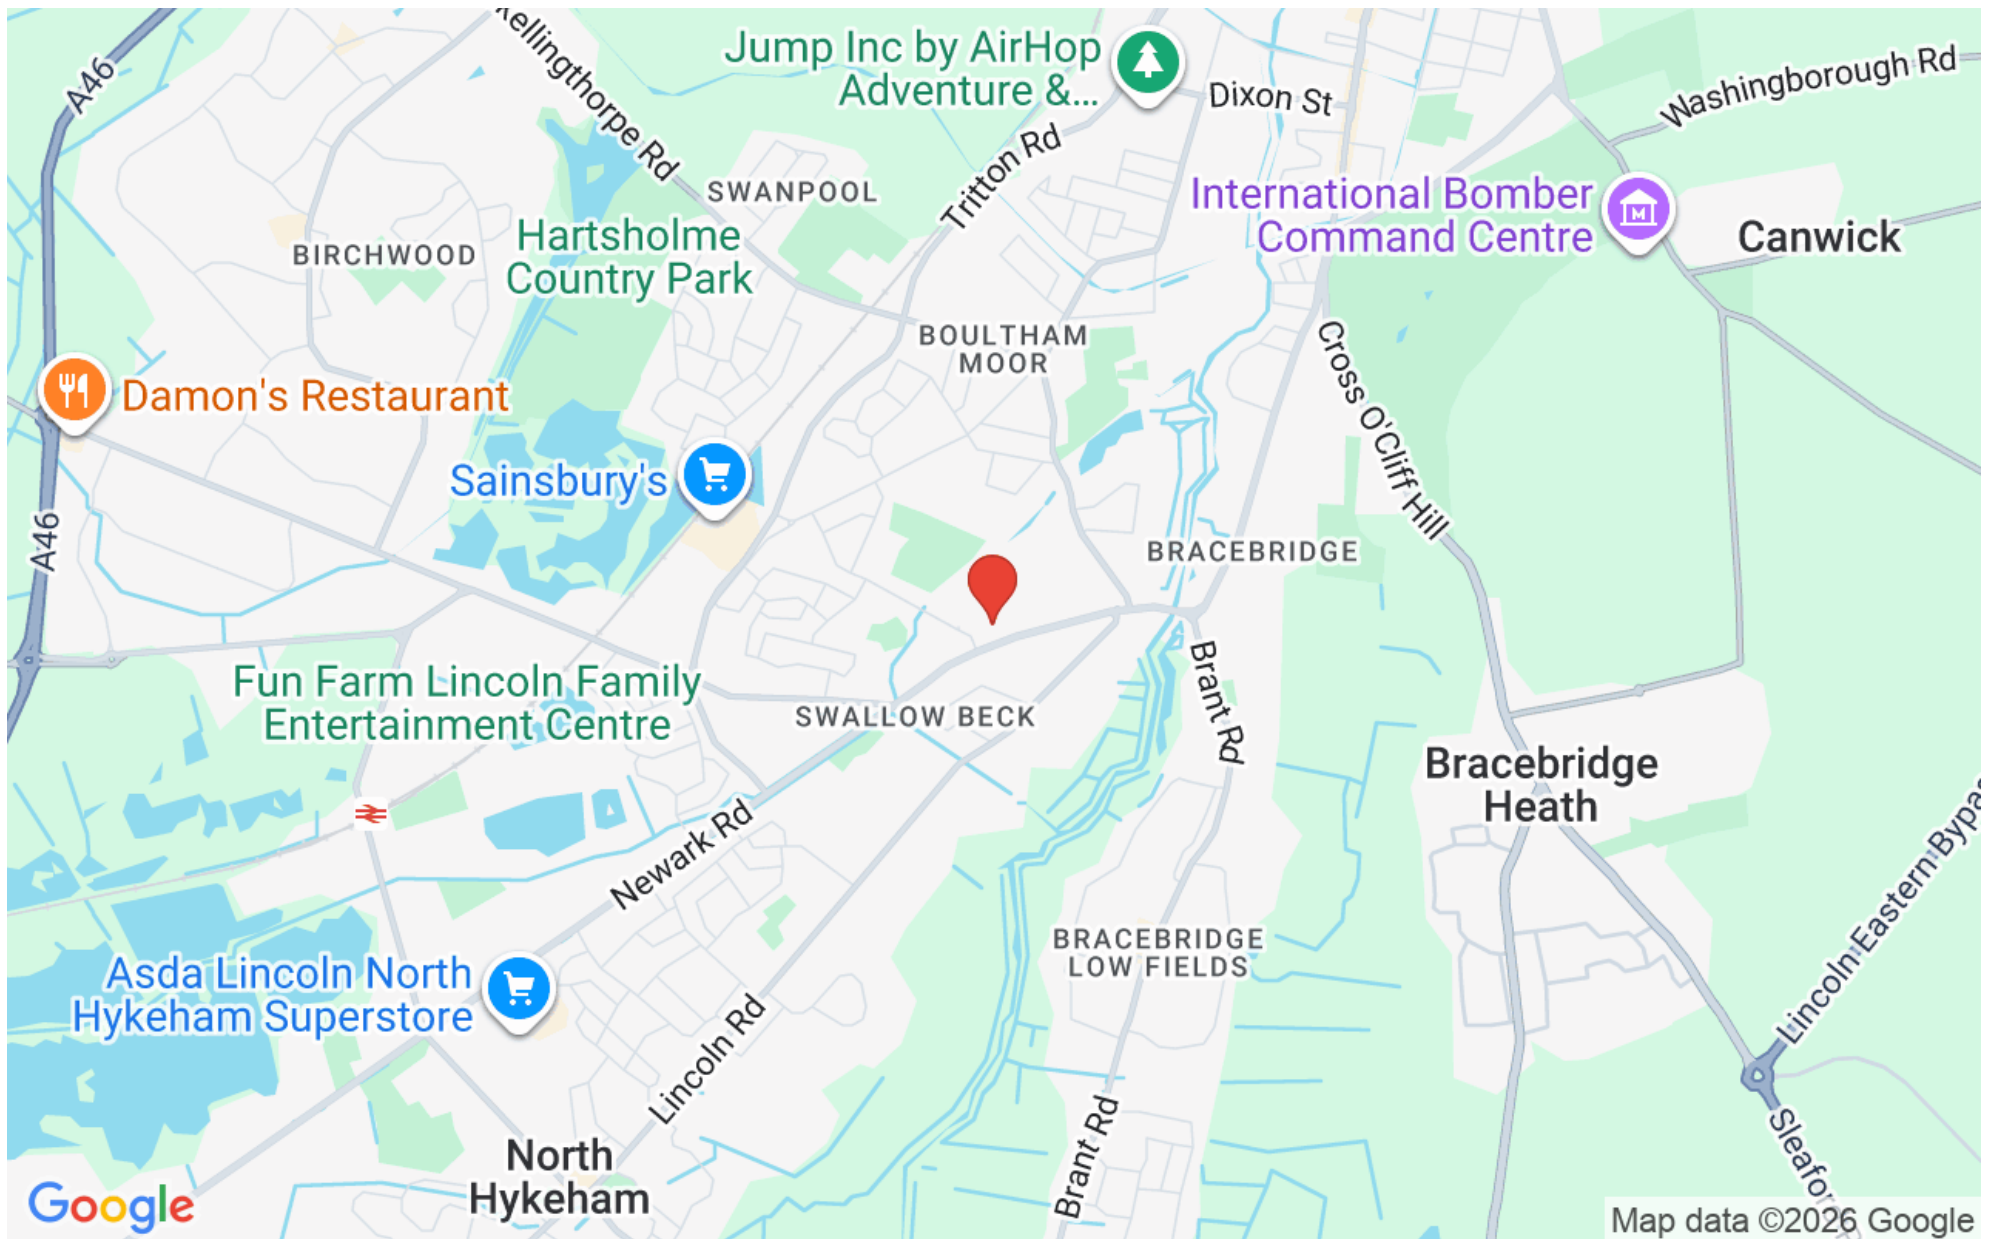 Skellingthorpe Rd
A46
Jump Inc by AirHop
Adventure &...
Dixon St
Washingborough Rd
Tritton Rd
SWANPOOL
International Bomber
Command Centre
Canwick
BIRCHWOOD
Hartsholme
Country Park
BOULTHAM
MOOR
Cross O'Cliff Hill
Damon's Restaurant
Sainsbury's
A46
BRACEBRIDGE
Brant Rd
Fun Farm Lincoln Family
Entertainment Centre
SWALLOW BECK
Bracebridge
Heath
Newark Rd
Lincoln Eastern Bypas
BRACEBRIDGE
LOW FIELDS
Asda Lincoln North
Hykeham Superstore
Lincoln Rd
Brant Rd
North
Hykeham
Sleafor
Google
Map data ©2026 Google